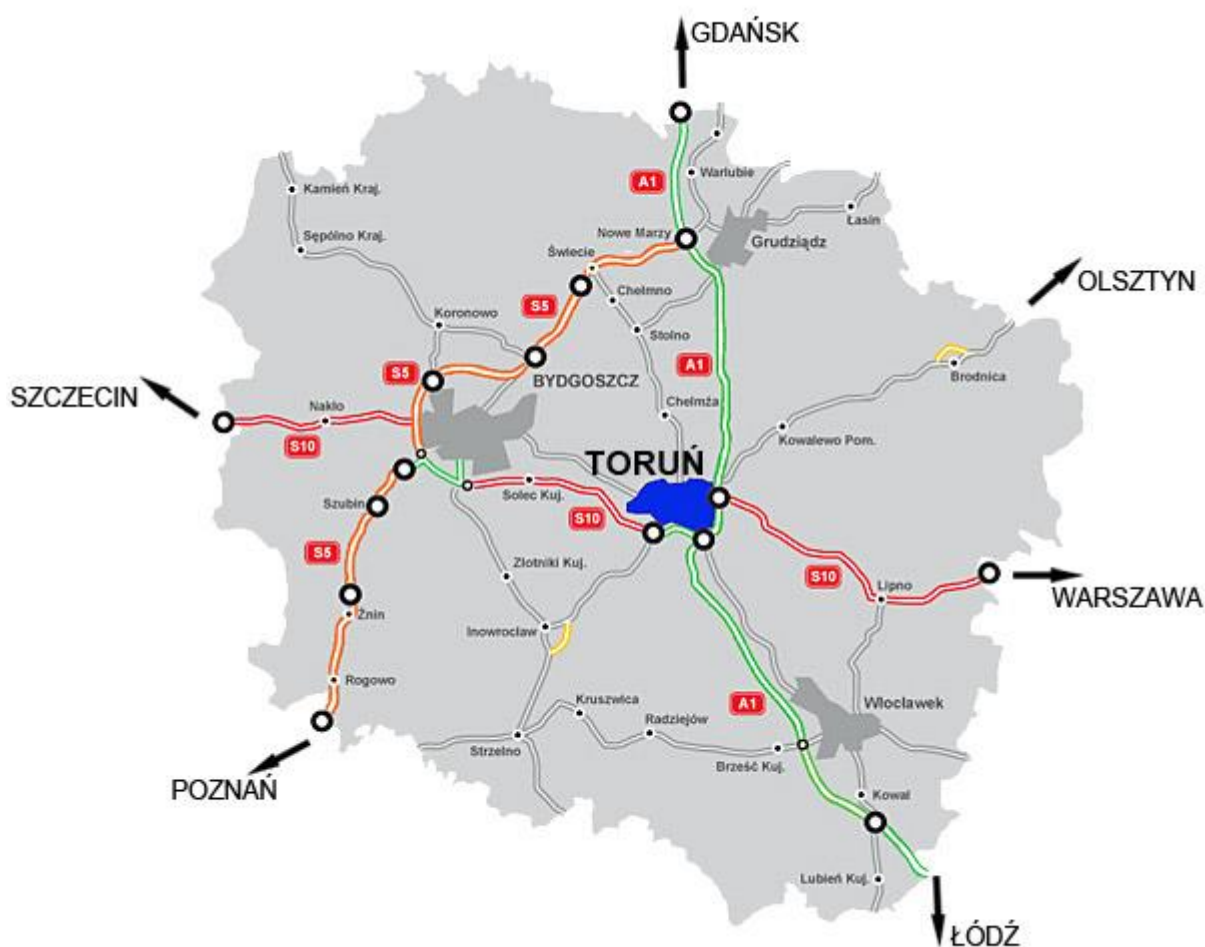 GDAŃSK
A1
Warlubie
Kamień Kraj.
Łasin
Nowe Marzy
Sępólno Kraj.
Świecie
Grudziądz
OLSZTYN
Chełmno
S5
Koronowo
Stolno
A1
Brodnica
S5
BYDGOSZCZ
SZCZECIN
Nakło
Chełmża
Kowalewo Pom.
S10
TORUŃ
Solec Kuj.
Szubin
S10
S5
Złotniki Kuj.
S10
Lipno
WARSZAWA
Żnin
Inowrocław
Rogowo
Kruszwica
A1
Włocławek
Radziejów
Strzelno
Brześć Kuj.
POZNAŃ
Kowal
Lubień Kuj.
ŁÓDŹ